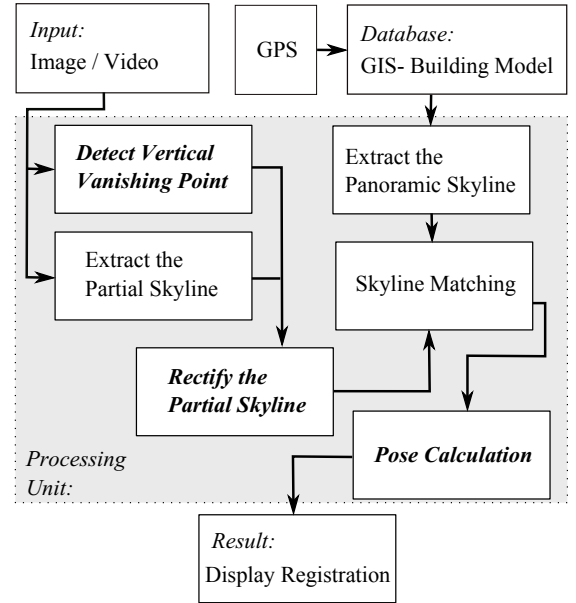 Input:
Image / Video
GPS
Database:
GIS- Building Model
Detect Vertical
Vanishing Point
Extract the
Panoramic Skyline
Extract the
Partial Skyline
Skyline Matching
Rectify the
Partial Skyline
Pose Calculation
Processing
Unit:
Result:
Display Registration